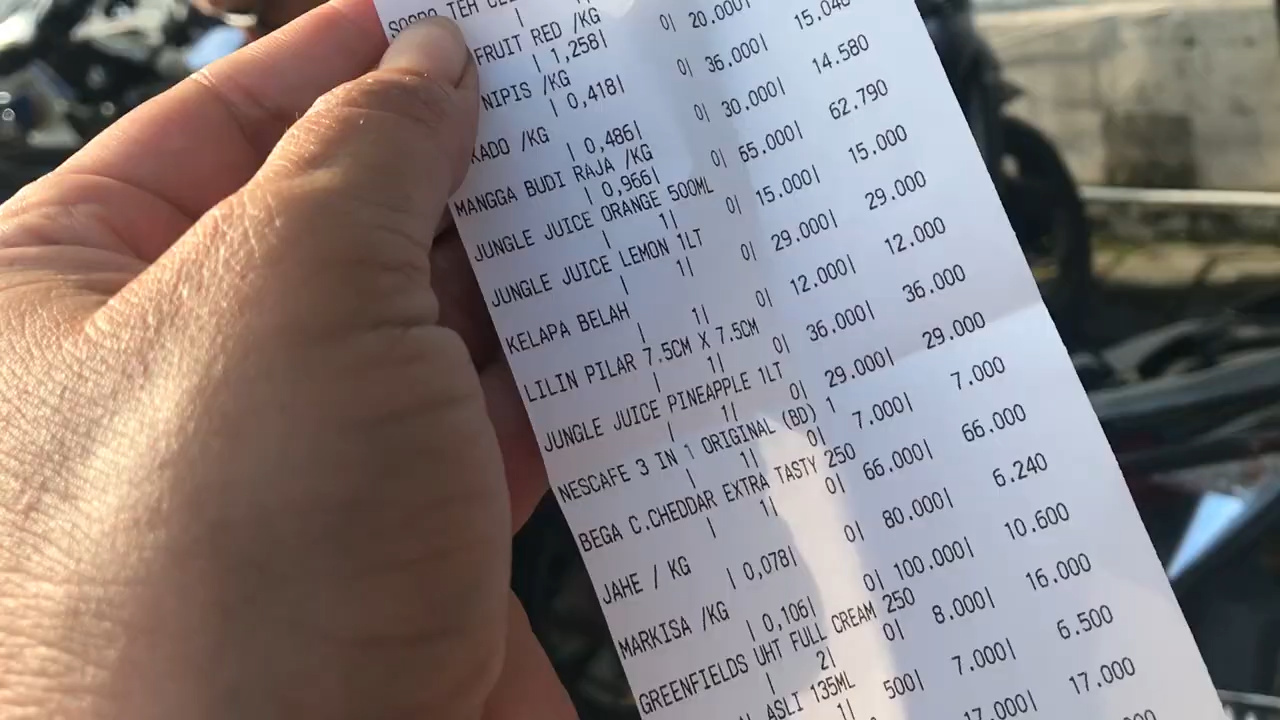 SOSRO TEH
FRUIT RED /KG
| 1,258| 0| 20.000|
NIPIS /KG
| 0,418| 0| 36.000| 15.040
KADO /KG
| 0,486| 0| 30.000| 14.580
MANGGA BUDI RAJA /KG
| 0,966| 0| 65.000| 62.790
JUNGLE JUICE ORANGE 500ML
| 1| 0| 15.000| 15.000
JUNGLE JUICE LEMON 1LT
| 1| 0| 29.000| 29.000
KELAPA BELAH
| 1| 0| 12.000| 12.000
LILIN PILAR 7.5CM X 7.5CM
| 1| 0| 36.000| 36.000
JUNGLE JUICE PINEAPPLE 1LT
| 1| 0| 29.000| 29.000
NESCAFE 3 IN 1 ORIGINAL (BD) 1
| 1| 0| 7.000| 7.000
BEGA C.CHEDDAR EXTRA TASTY 250
| 1| 0| 66.000| 66.000
JAHE / KG
| 0,078| 0| 80.000| 6.240
MARKISA /KG
| 0,106| 0| 100.000| 10.600
GREENFIELDS UHT FULL CREAM 250
| 2| 0| 8.000| 16.000
ASLI 135ML
1| 500| 7.000| 6.500
17.000| 17.000